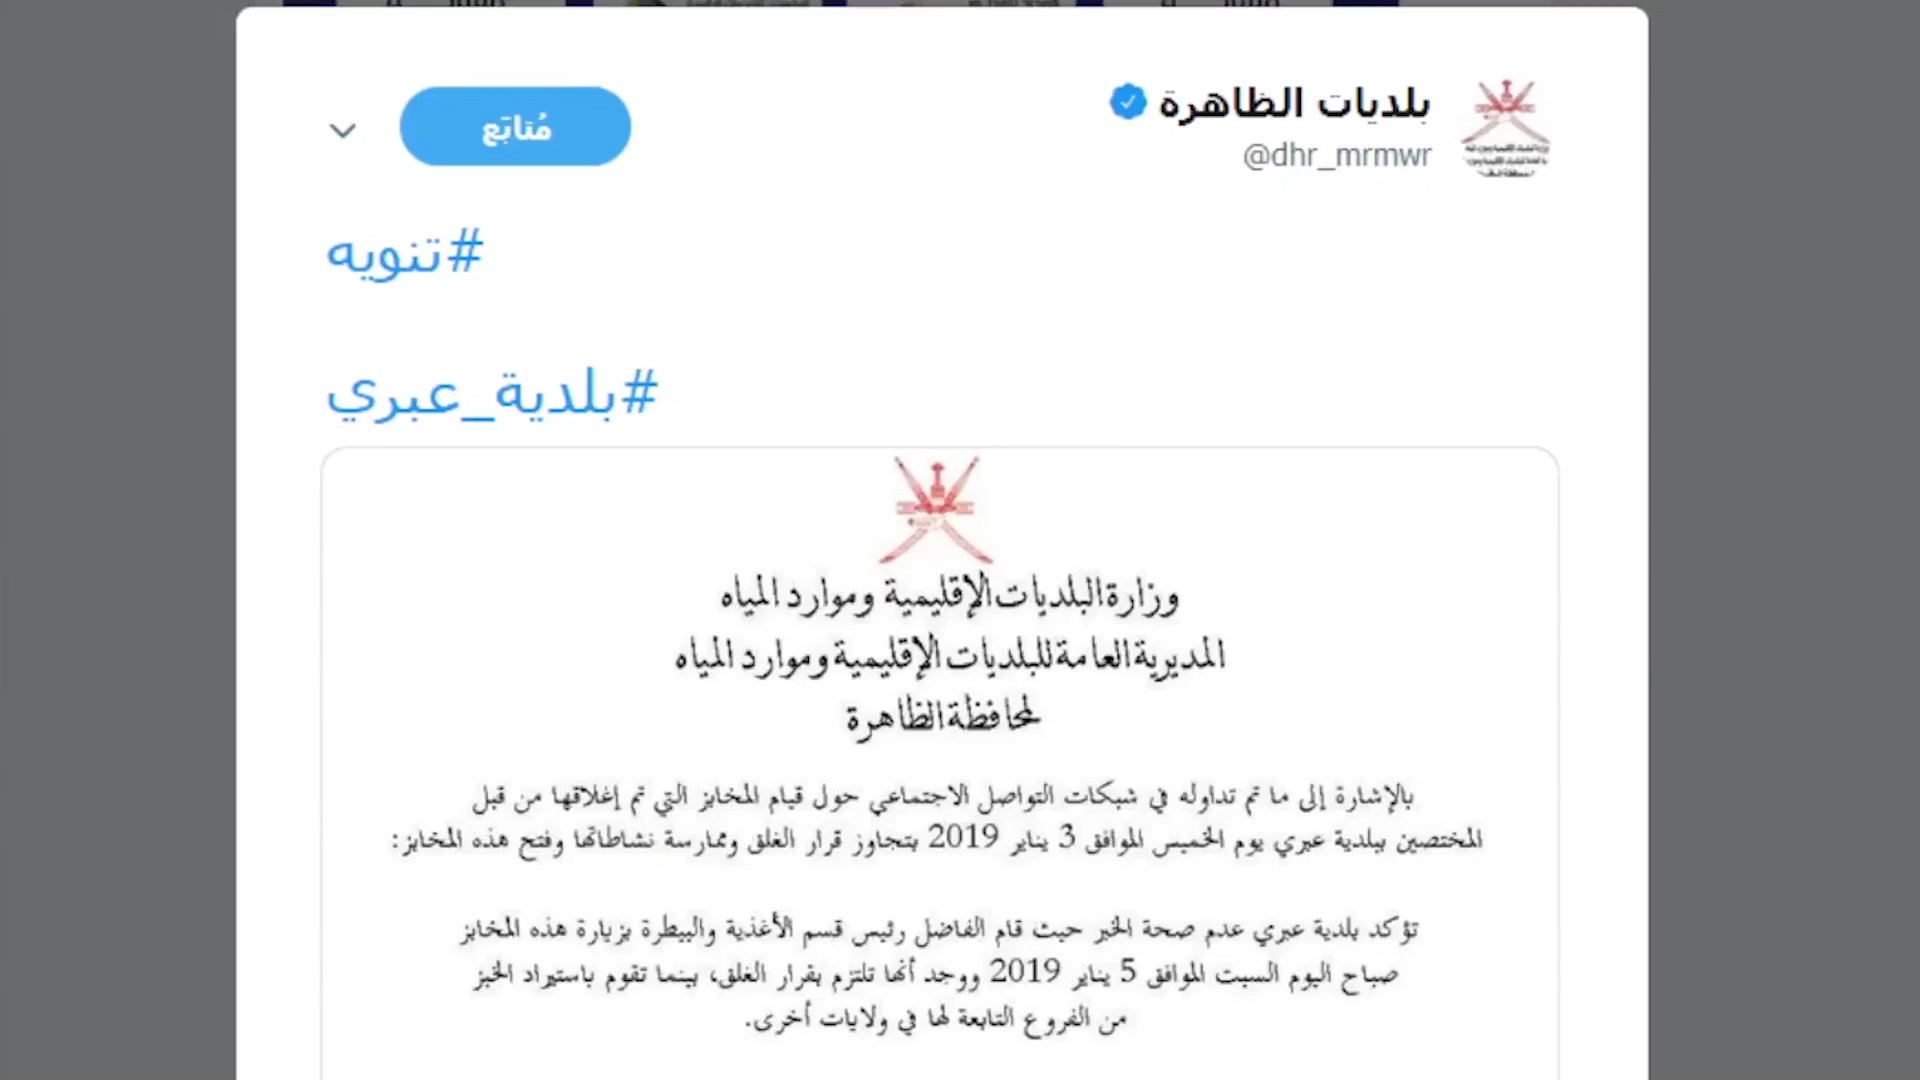 بلديات الظاهرة
@dhr_mrmwr
مُتابَع
#تنويه
#بلدية_عبري
وزارة البلديات الإقليمية وموارد المياه
المديرية العامة للبلديات الإقليمية وموارد المياه
لمحافظة الظاهرة
بالإشارة إلى ما تم تداوله في شبكات التواصل الاجتماعي حول قيام المخابز التي تم إغلاقها من قبل
المختصين ببلدية عبري يوم الخميس الموافق 3 يناير 2019 بتجاوز قرار الغلق وممارسة نشاطاتها وفتح هذه المخابز:
تؤكد بلدية عبري عدم صحة الخبر حيث قام الفاضل رئيس قسم الأغذية والبيطرة بزيارة هذه المخابز
صباح اليوم السبت الموافق 5 يناير 2019 ووجد أنها تلتزم بقرار الغلق، بينما تقوم باستيراد الخبز
من الفروع التابعة لها في ولايات أخرى.